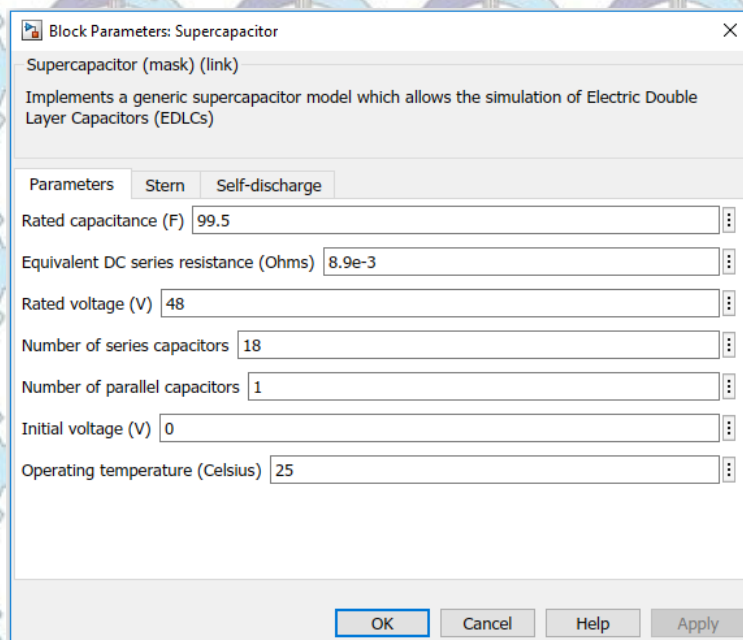 Block Parameters: Supercapacitor
Supercapacitor (mask) (link)
Implements a generic supercapacitor model which allows the simulation of Electric Double
Layer Capacitors (EDLCs)
Parameters Stern Self-discharge
Rated capacitance (F) 99.5
Equivalent DC series resistance (Ohms) 8.9e-3
Rated voltage (V) 48
Number of series capacitors 18
Number of parallel capacitors 1
Initial voltage (V) 0
Operating temperature (Celsius) 25
OK Cancel Help Apply